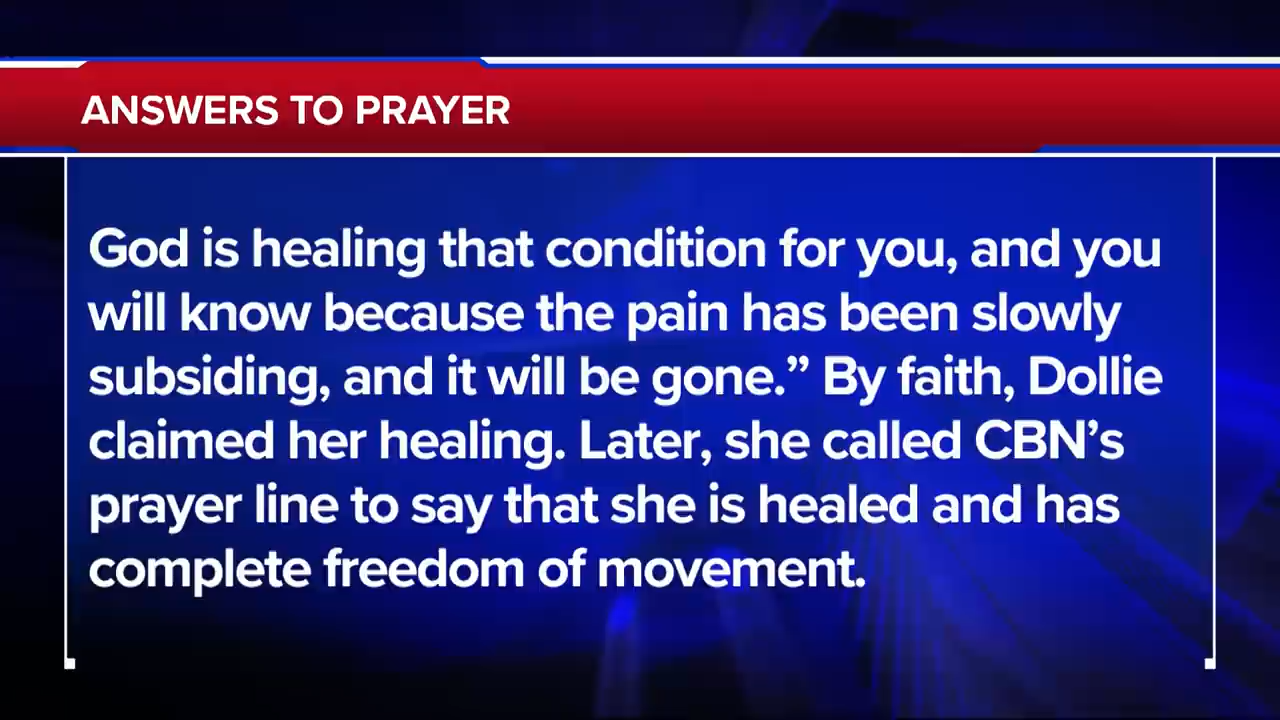 ANSWERS TO PRAYER
God is healing that condition for you, and you
will know because the pain has been slowly
subsiding, and it will be gone.” By faith, Dollie
claimed her healing. Later, she called CBN’s
prayer line to say that she is healed and has
complete freedom of movement.